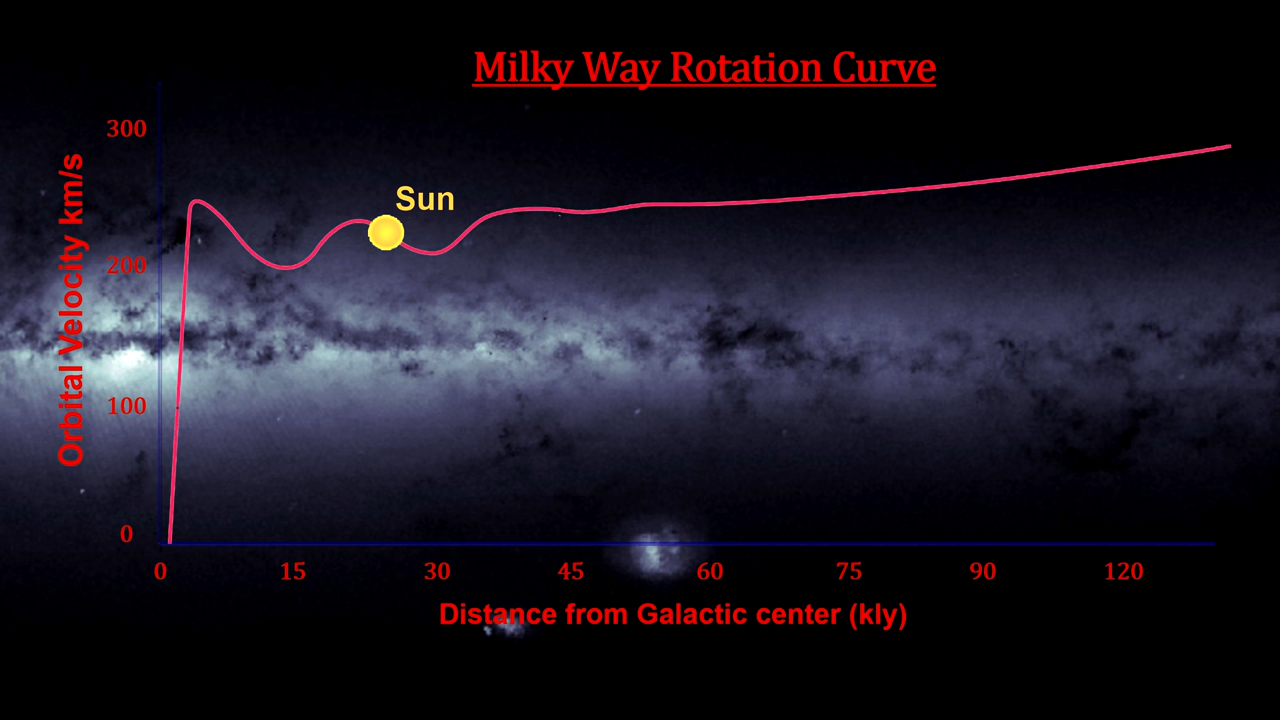 Milky Way Rotation Curve
300
Sun
200
100
0
Orbital Velocity km/s
0 15 30 45 60 75 90 120
Distance from Galactic center (kly)